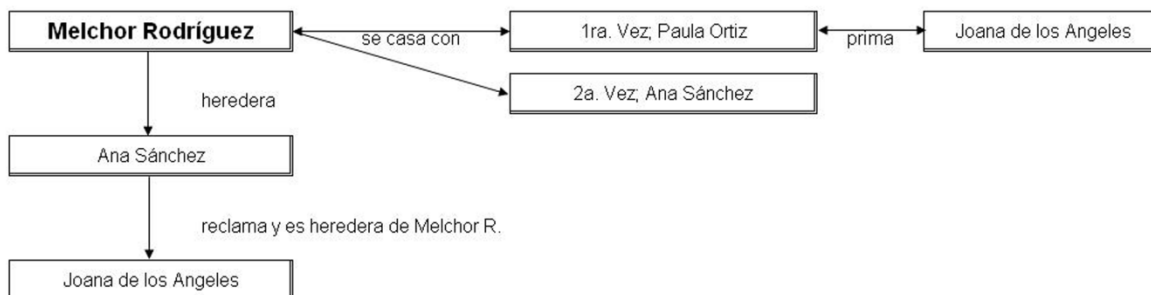 Melchor Rodríguez
se casa con
1ra. Vez; Paula Ortiz
prima
Joana de los Angeles
2a. Vez; Ana Sánchez
heredera
Ana Sánchez
reclama y es heredera de Melchor R.
Joana de los Angeles